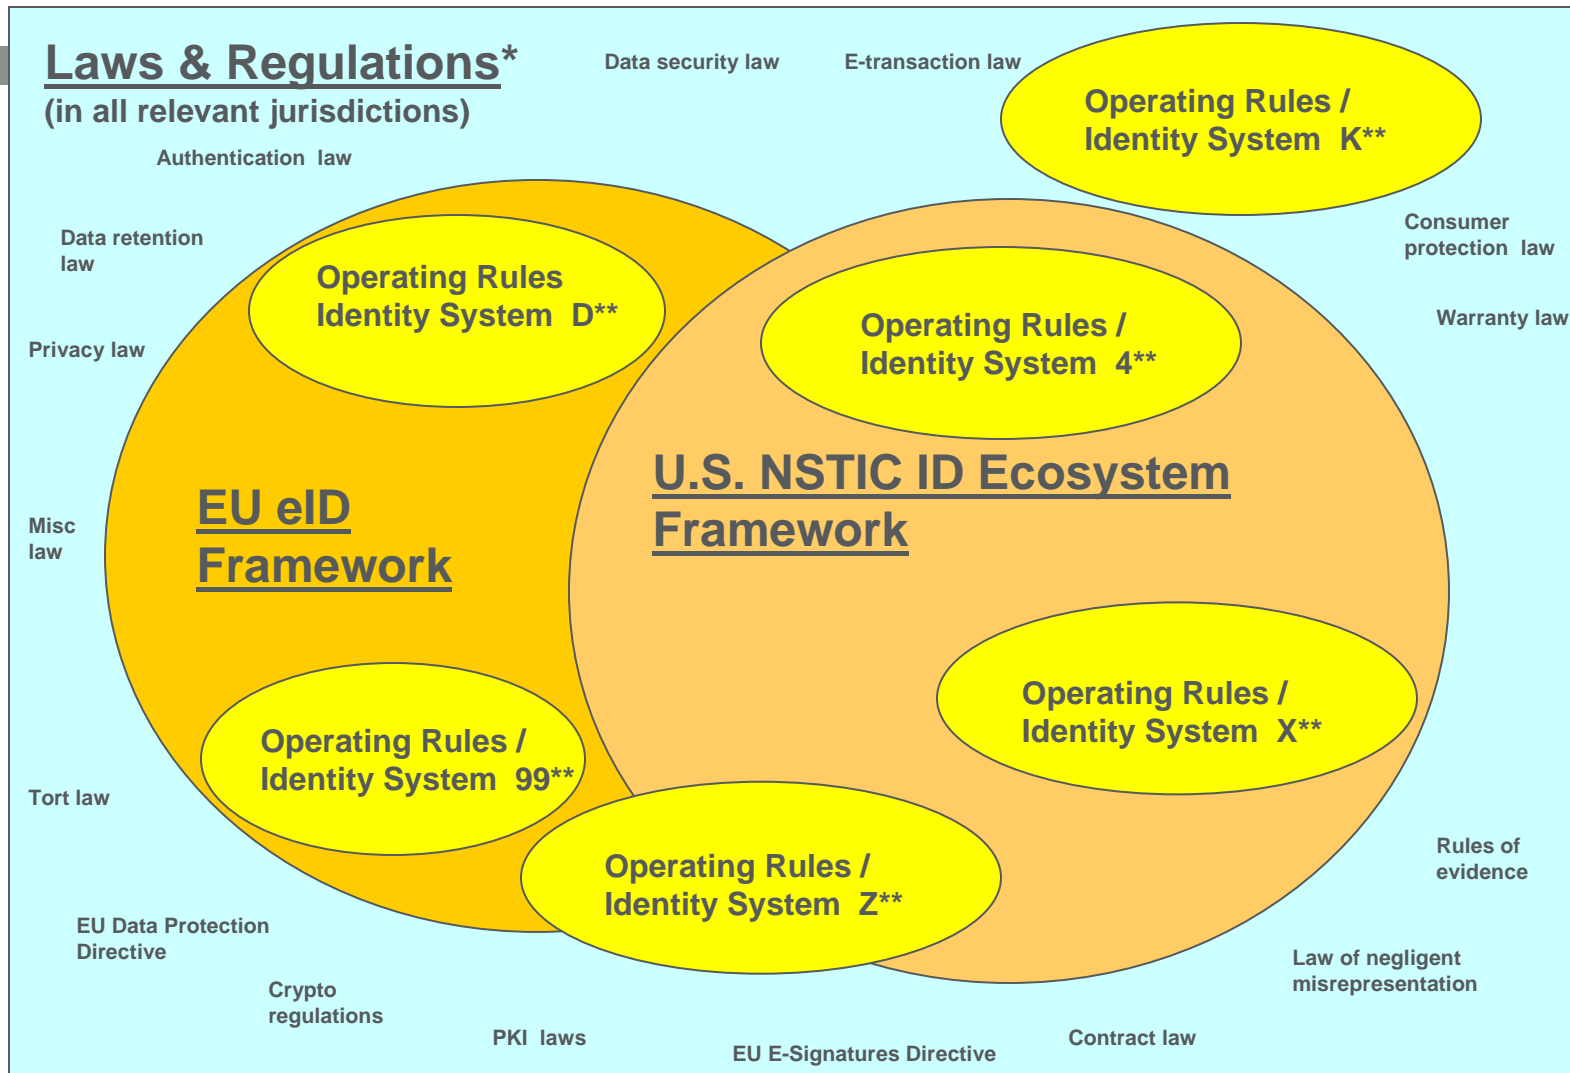 Laws & Regulations*
(in all relevant jurisdictions)
Data security law
E-transaction law
Operating Rules /
Identity System K**
Authentication law
Data retention
law
Consumer
protection law
Operating Rules
Identity System D**
Operating Rules /
Identity System 4**
Warranty law
Privacy law
EU eID
Framework
U.S. NSTIC ID Ecosystem
Framework
Misc
law
Operating Rules /
Identity System X**
Operating Rules /
Identity System 99**
Tort law
Operating Rules /
Identity System Z**
Rules of
evidence
EU Data Protection
Directive
Law of negligent
misrepresentation
Crypto
regulations
PKI laws
EU E-Signatures Directive
Contract law